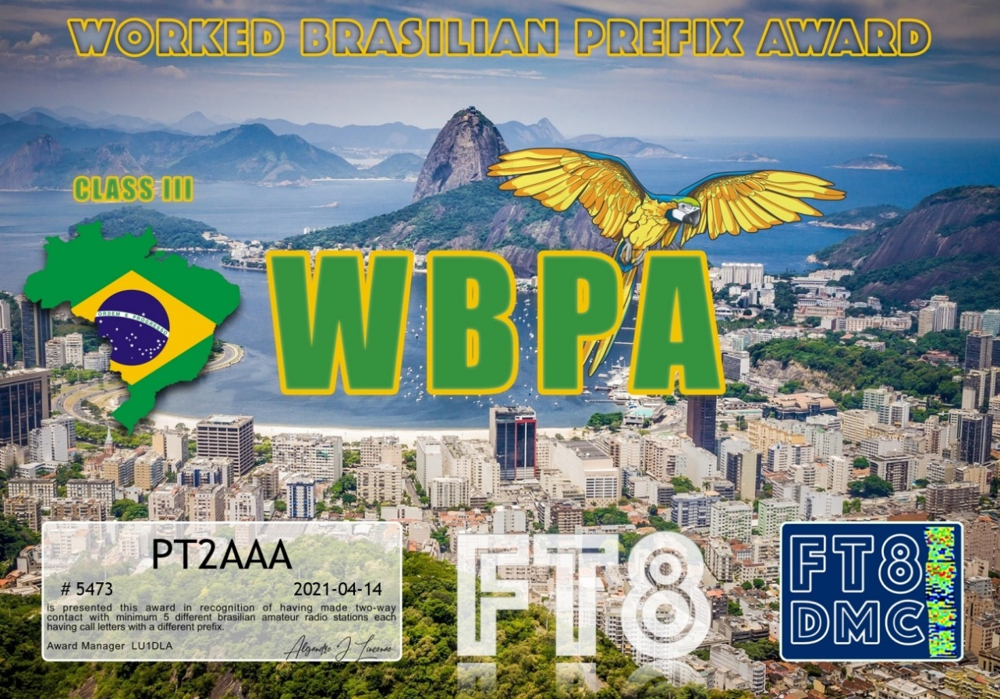 WORKED BRASILIAN PREFIX AWARD
CLASS III
ORDEM E PROGRESSO
WBPA
PT2AAA
# 5473 2021-04-14
is presented this award in recognition of having made two-way
contact with minimum 5 different brasilian amateur radio stations each
having call letters with a different prefix.
Award Manager LU1DLA
FT8
FT8
DMC